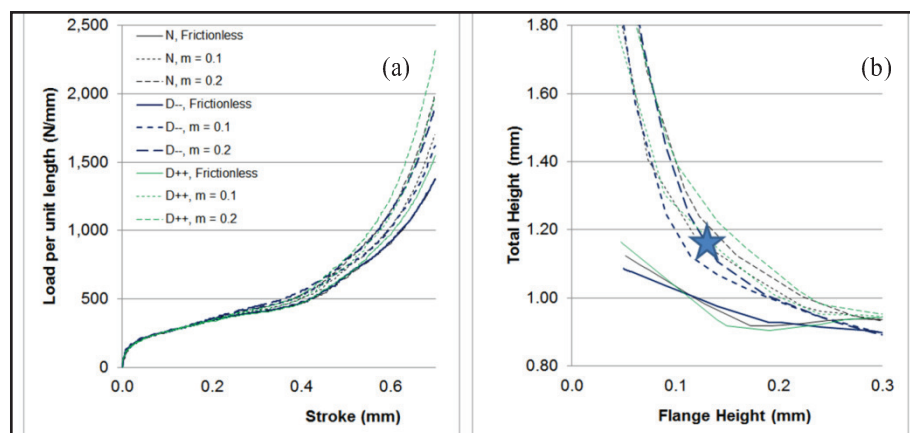 2,500
2,000
1,500
1,000
500
0
Load per unit length (N/mm)
N, Frictionless
N, m = 0.1
N, m = 0.2
D--, Frictionless
D--, m = 0.1
D--, m = 0.2
D++, Frictionless
D++, m = 0.1
D++, m = 0.2
(a)
0.0 0.2 0.4 0.6
Stroke (mm)
1.80
1.60
1.40
1.20
1.00
0.80
Total Height (mm)
(b)
0.0 0.1 0.2 0.3
Flange Height (mm)